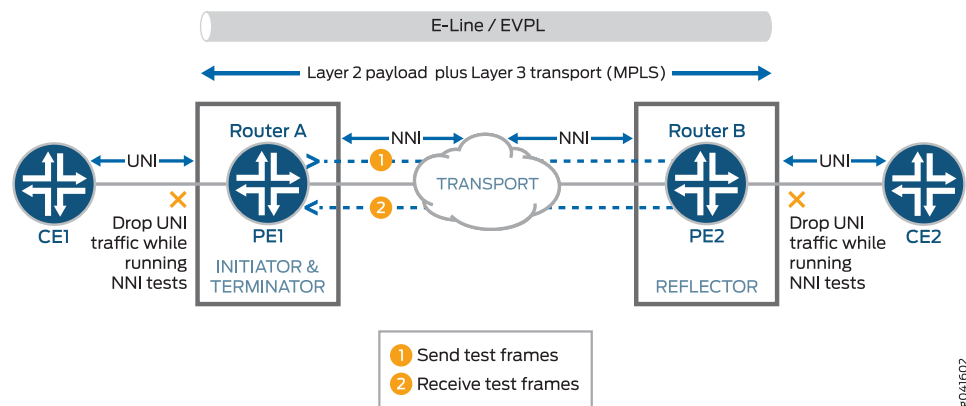 E-Line / EVPL
Layer 2 payload plus Layer 3 transport (MPLS)
Router A
NNI
NNI
Router B
UNI
UNI
1
TRANSPORT
2
CE1
PE1
PE2
CE2
Drop UNI
traffic while
running
NNI tests
INITIATOR &
TERMINATOR
REFLECTOR
Drop UNI
traffic while
running
NNI tests
1 Send test frames
2 Receive test frames
g041602